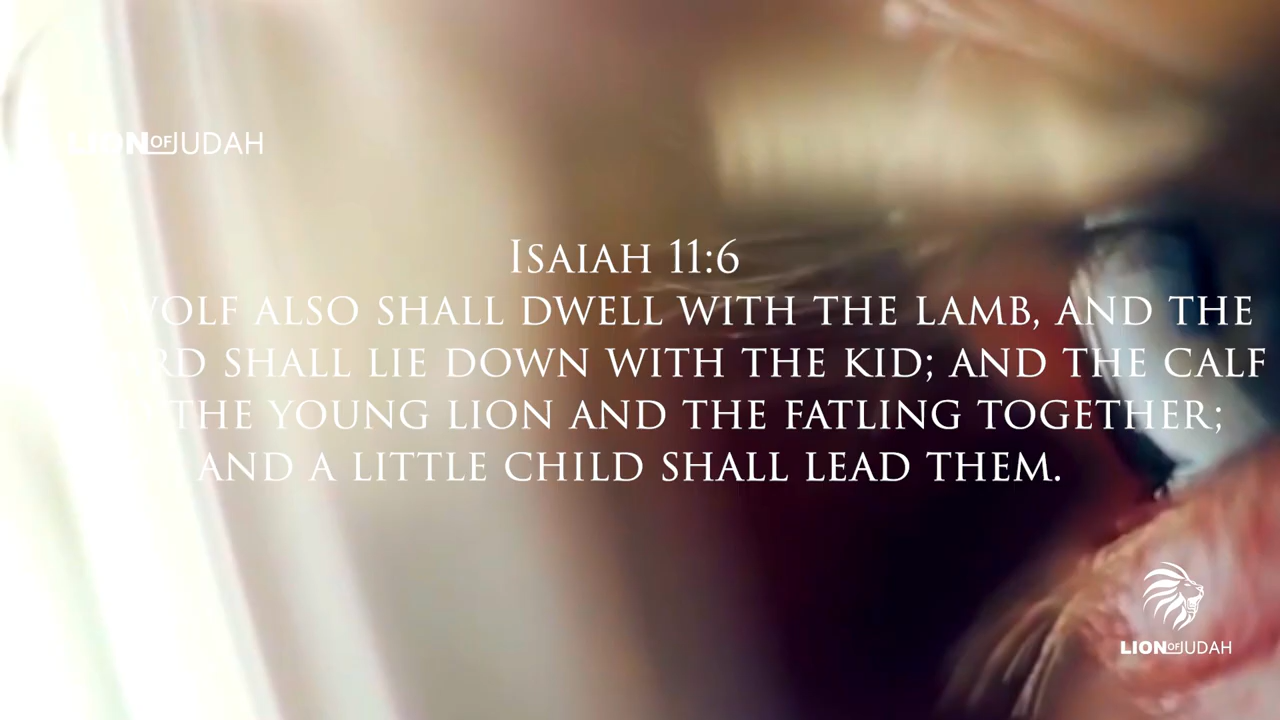 LION OF JUDAH
Isaiah 11:6
WOLF ALSO SHALL DWELL WITH THE LAMB, AND THE
SHALL LIE DOWN WITH THE KID; AND THE CALF
THE YOUNG LION AND THE FATLING TOGETHER;
AND A LITTLE CHILD SHALL LEAD THEM.
LION OF JUDAH